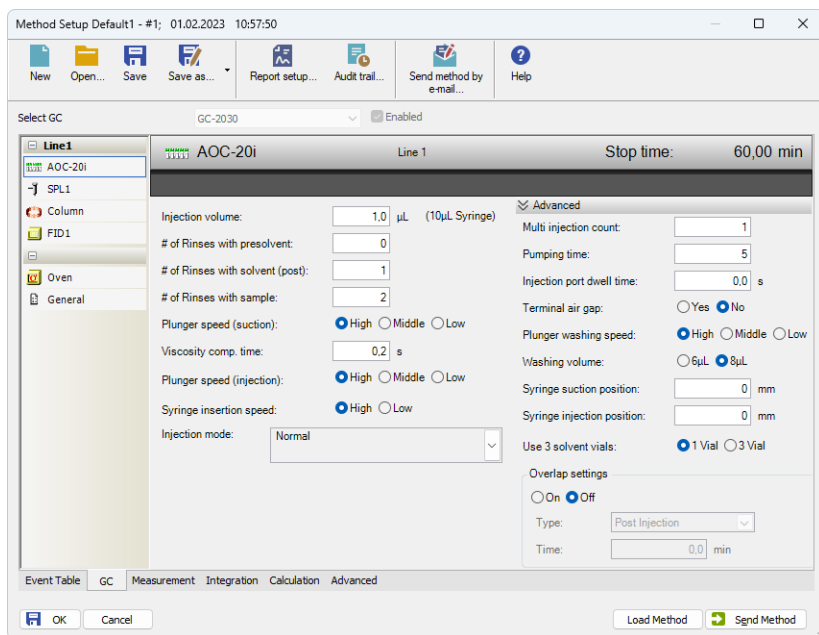 Method Setup Default1 - #1; 01.02.2023 10:57:50
New Open... Save Save as... Report setup... Audit trail... Send method by e-mail... Help
Select GC GC-2030 Enabled
Line1
AOC-20i
SPL1
Column
FID1
Oven
General
AOC-20i Line 1 Stop time: 60,00 min
Injection volume: 1,0 µL (10µL Syringe)
# of Rinses with presolvent: 0
# of Rinses with solvent (post): 1
# of Rinses with sample: 2
Plunger speed (suction): High Middle Low
Viscosity comp. time: 0,2 s
Plunger speed (injection): High Middle Low
Syringe insertion speed: High Low
Injection mode: Normal
Advanced
Multi injection count: 1
Pumping time: 5
Injection port dwell time: 0,0 s
Terminal air gap: Yes No
Plunger washing speed: High Middle Low
Washing volume: 6µL 8µL
Syringe suction position: 0 mm
Syringe injection position: 0 mm
Use 3 solvent vials: 1 Vial 3 Vial
Overlap settings
On Off
Type: Post Injection
Time: 0,0 min
Event Table GC Measurement Integration Calculation Advanced
OK Cancel Load Method Send Method